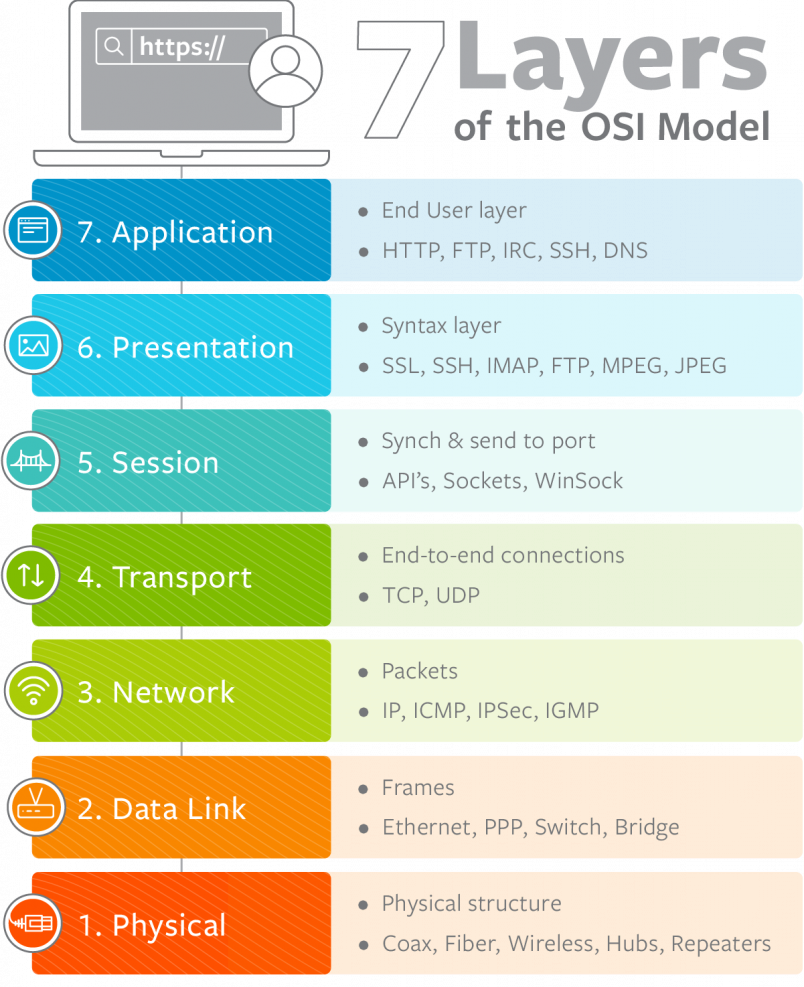 https://
7 Layers
of the OSI Model
7. Application
• End User layer
• HTTP, FTP, IRC, SSH, DNS
6. Presentation
• Syntax layer
• SSL, SSH, IMAP, FTP, MPEG, JPEG
5. Session
• Synch & send to port
• API's, Sockets, WinSock
4. Transport
• End-to-end connections
• TCP, UDP
3. Network
• Packets
• IP, ICMP, IPSec, IGMP
2. Data Link
• Frames
• Ethernet, PPP, Switch, Bridge
1. Physical
• Physical structure
• Coax, Fiber, Wireless, Hubs, Repeaters